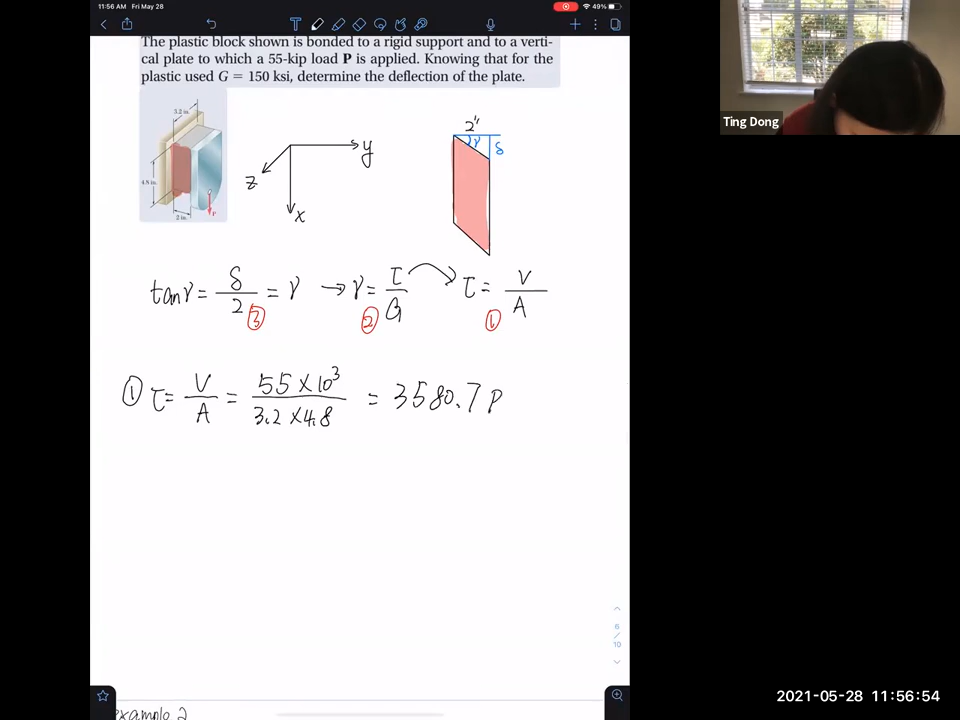 11:56 AM Fri May 28
49%
The plastic block shown is bonded to a rigid support and to a verti-
cal plate to which a 55-kip load P is applied. Knowing that for the
plastic used G = 150 ksi, determine the deflection of the plate.
3.2 in.
4.8 in.
2 in.
P
y
z
x
2"
γ
δ
tanγ = δ/2 = γ → γ = τ/G τ = V/A
③ ② ①
① τ = V/A = 55 × 10³ / 3.2 × 4.8 = 3580.7 P
6 / 10
example 2
Ting Dong
2021-05-28 11:56:54